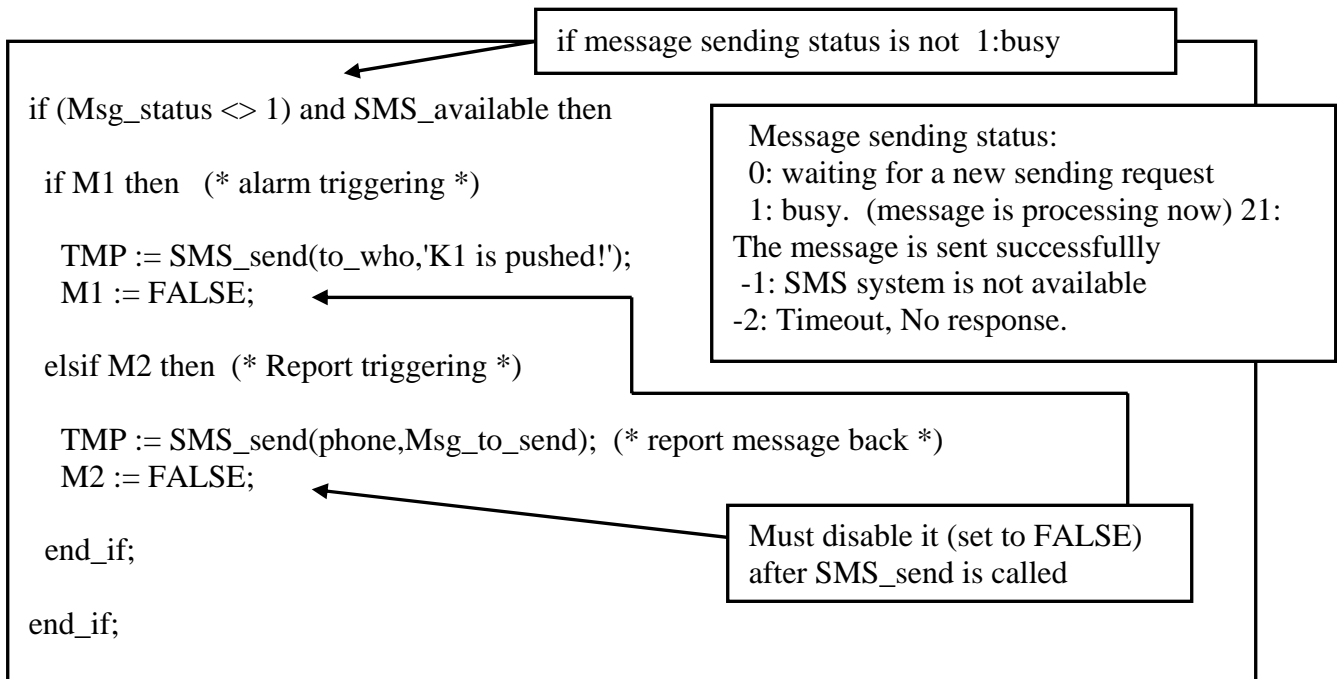 if message sending status is not  1:busy
if (Msg_status <> 1) and SMS_available then
if M1 then   (* alarm triggering *)
TMP := SMS_send(to_who,'K1 is pushed!');
M1 := FALSE;
elsif M2 then  (* Report triggering *)
TMP := SMS_send(phone,Msg_to_send);  (* report message back *)
M2 := FALSE;
end_if;
end_if;
Message sending status:
0: waiting for a new sending request
1: busy.  (message is processing now) 21:
The message is sent successfullly
-1: SMS system is not available
-2: Timeout, No response.
Must disable it (set to FALSE)
after SMS_send is called